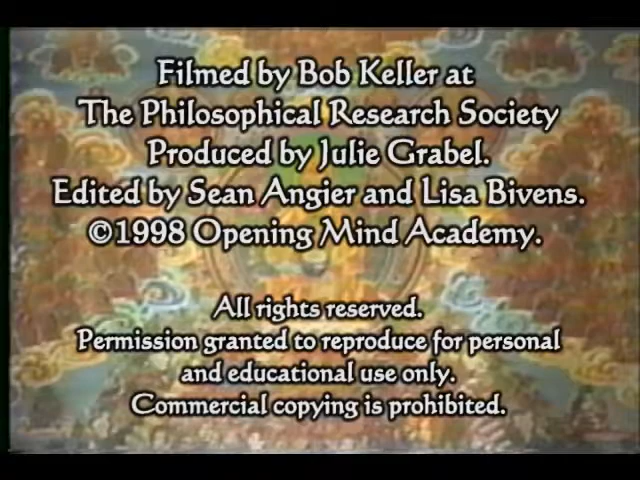 Filmed by Bob Keller at
The Philosophical Research Society
Produced by Julie Grabel.
Edited by Sean Angier and Lisa Bivens.
©1998 Opening Mind Academy.
All rights reserved.
Permission granted to reproduce for personal
and educational use only.
Commercial copying is prohibited.